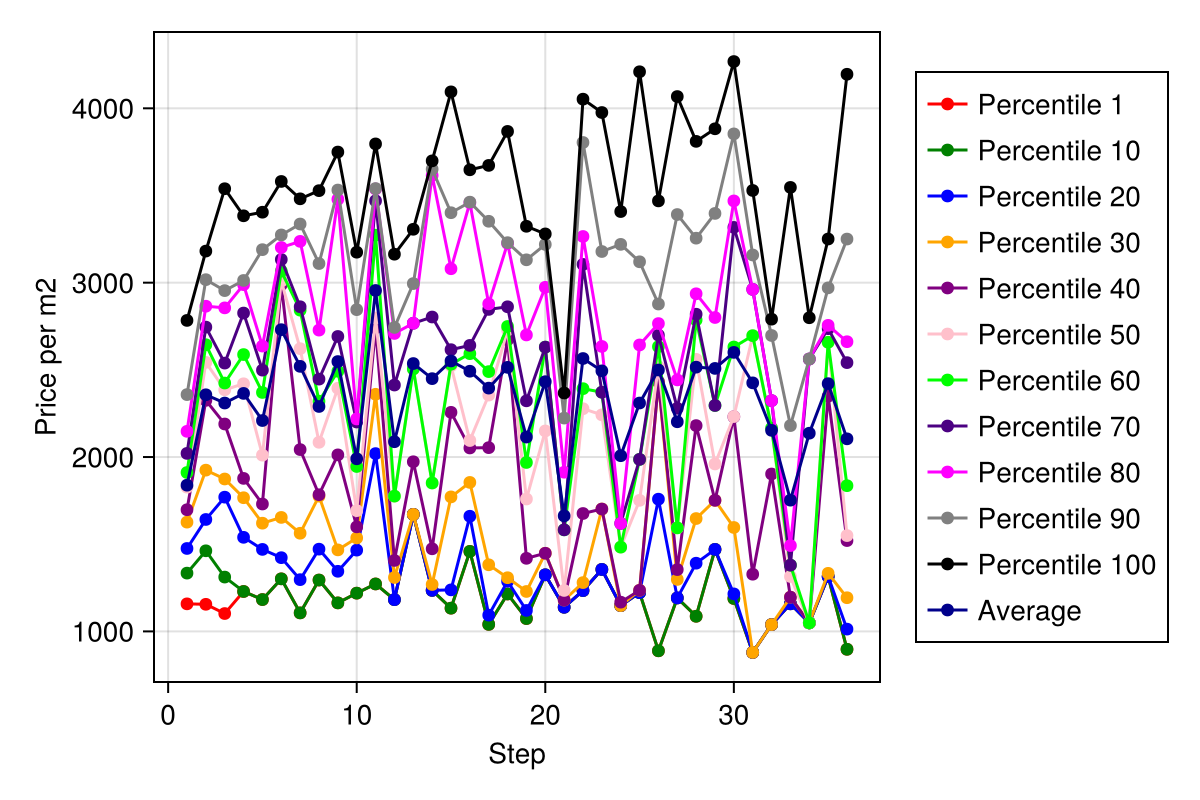 4000
3000
2000
1000
Price per m2
0 10 20 30
Step
Percentile 1
Percentile 10
Percentile 20
Percentile 30
Percentile 40
Percentile 50
Percentile 60
Percentile 70
Percentile 80
Percentile 90
Percentile 100
Average